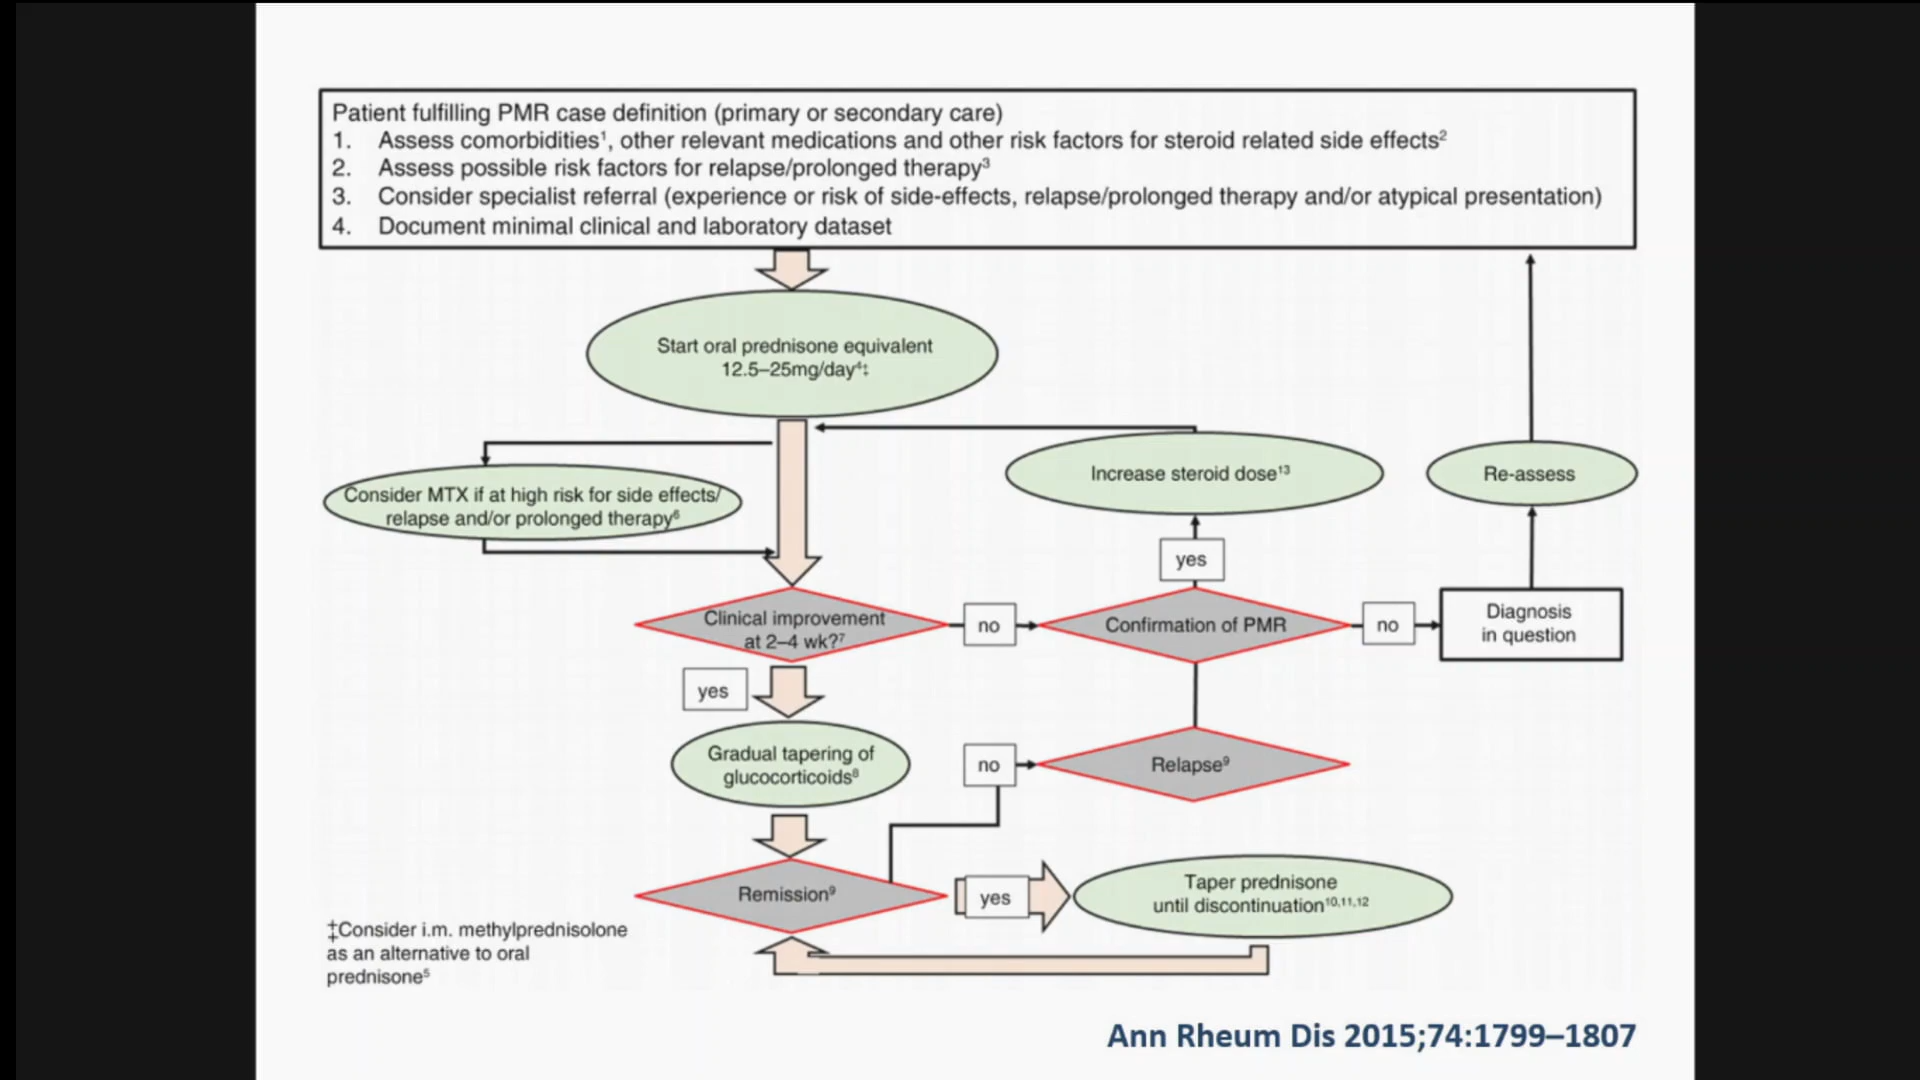 Patient fulfilling PMR case definition (primary or secondary care)
1. Assess comorbidities¹, other relevant medications and other risk factors for steroid related side effects²
2. Assess possible risk factors for relapse/prolonged therapy³
3. Consider specialist referral (experience or risk of side-effects, relapse/prolonged therapy and/or atypical presentation)
4. Document minimal clinical and laboratory dataset
Start oral prednisone equivalent
12.5–25mg/day⁴‡
Consider MTX if at high risk for side effects/
relapse and/or prolonged therapy⁶
Increase steroid dose¹³
Re-assess
yes
Clinical improvement
at 2–4 wk?⁷
no
Confirmation of PMR
no
Diagnosis
in question
yes
Gradual tapering of
glucocorticoids⁸
no
Relapse⁹
Remission⁹
yes
Taper prednisone
until discontinuation¹⁰,¹¹,¹²
‡Consider i.m. methylprednisolone
as an alternative to oral
prednisone⁵
Ann Rheum Dis 2015;74:1799–1807